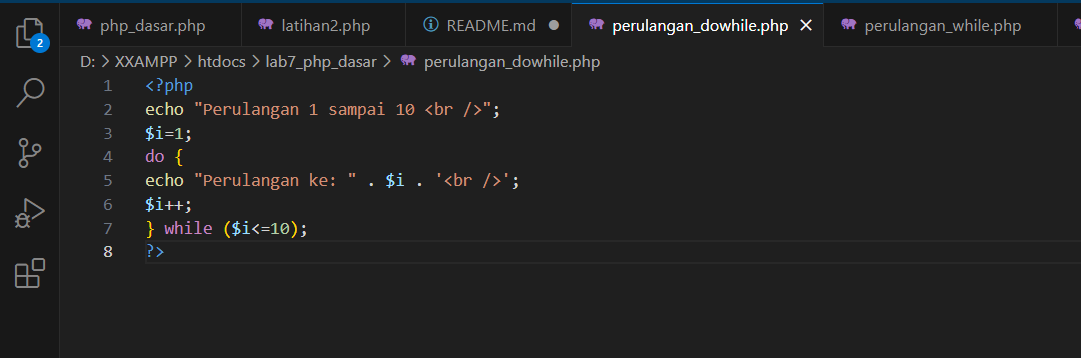 php_dasar.php latihan2.php README.md perulangan_dowhile.php perulangan_while.php
2
D: > XXAMPP > htdocs > lab7_php_dasar > perulangan_dowhile.php
1 <?php
2 echo "Perulangan 1 sampai 10 <br />";
3 $i=1;
4 do {
5 echo "Perulangan ke: " . $i . '<br />';
6 $i++;
7 } while ($i<=10);
8 ?>